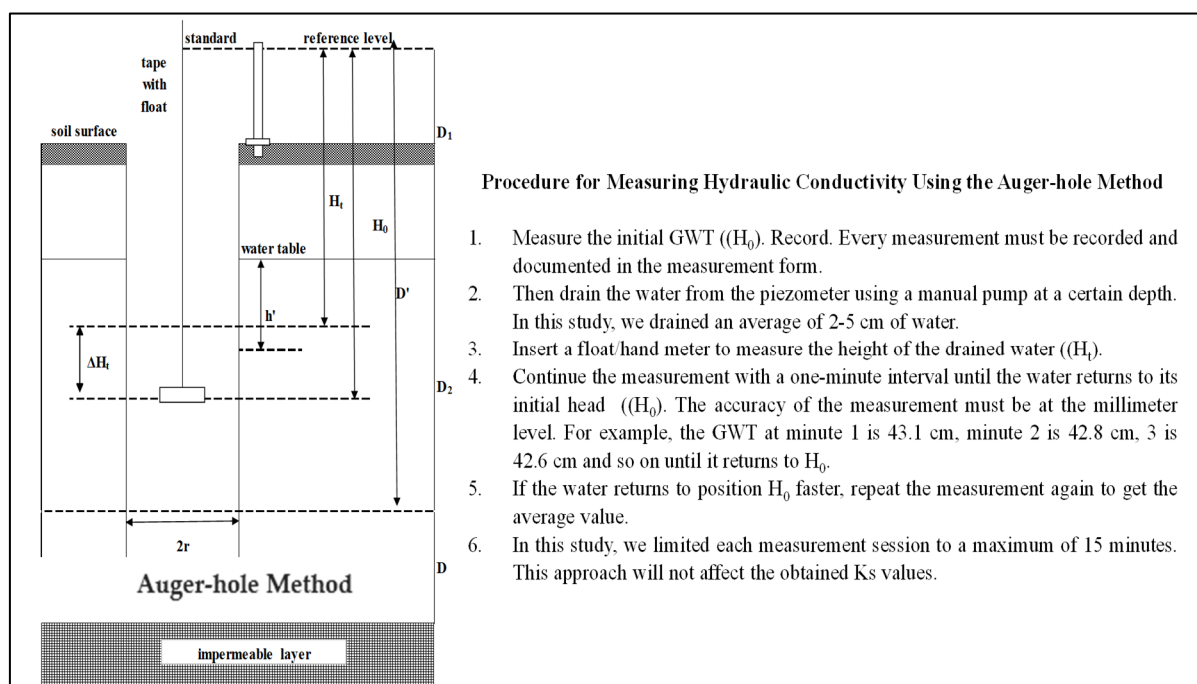 standard reference level
tape
with
float
soil surface
D₁
Hₜ
H₀
water table
D'
h'
ΔHₜ
D₂
2r
D
Auger-hole Method
impermeable layer
Procedure for Measuring Hydraulic Conductivity Using the Auger-hole Method
1. Measure the initial GWT ((H₀). Record. Every measurement must be recorded and
documented in the measurement form.
2. Then drain the water from the piezometer using a manual pump at a certain depth.
In this study, we drained an average of 2-5 cm of water.
3. Insert a float/hand meter to measure the height of the drained water ((Hₜ).
4. Continue the measurement with a one-minute interval until the water returns to its
initial head ((H₀). The accuracy of the measurement must be at the millimeter
level. For example, the GWT at minute 1 is 43.1 cm, minute 2 is 42.8 cm, 3 is
42.6 cm and so on until it returns to H₀.
5. If the water returns to position H₀ faster, repeat the measurement again to get the
average value.
6. In this study, we limited each measurement session to a maximum of 15 minutes.
This approach will not affect the obtained Ks values.